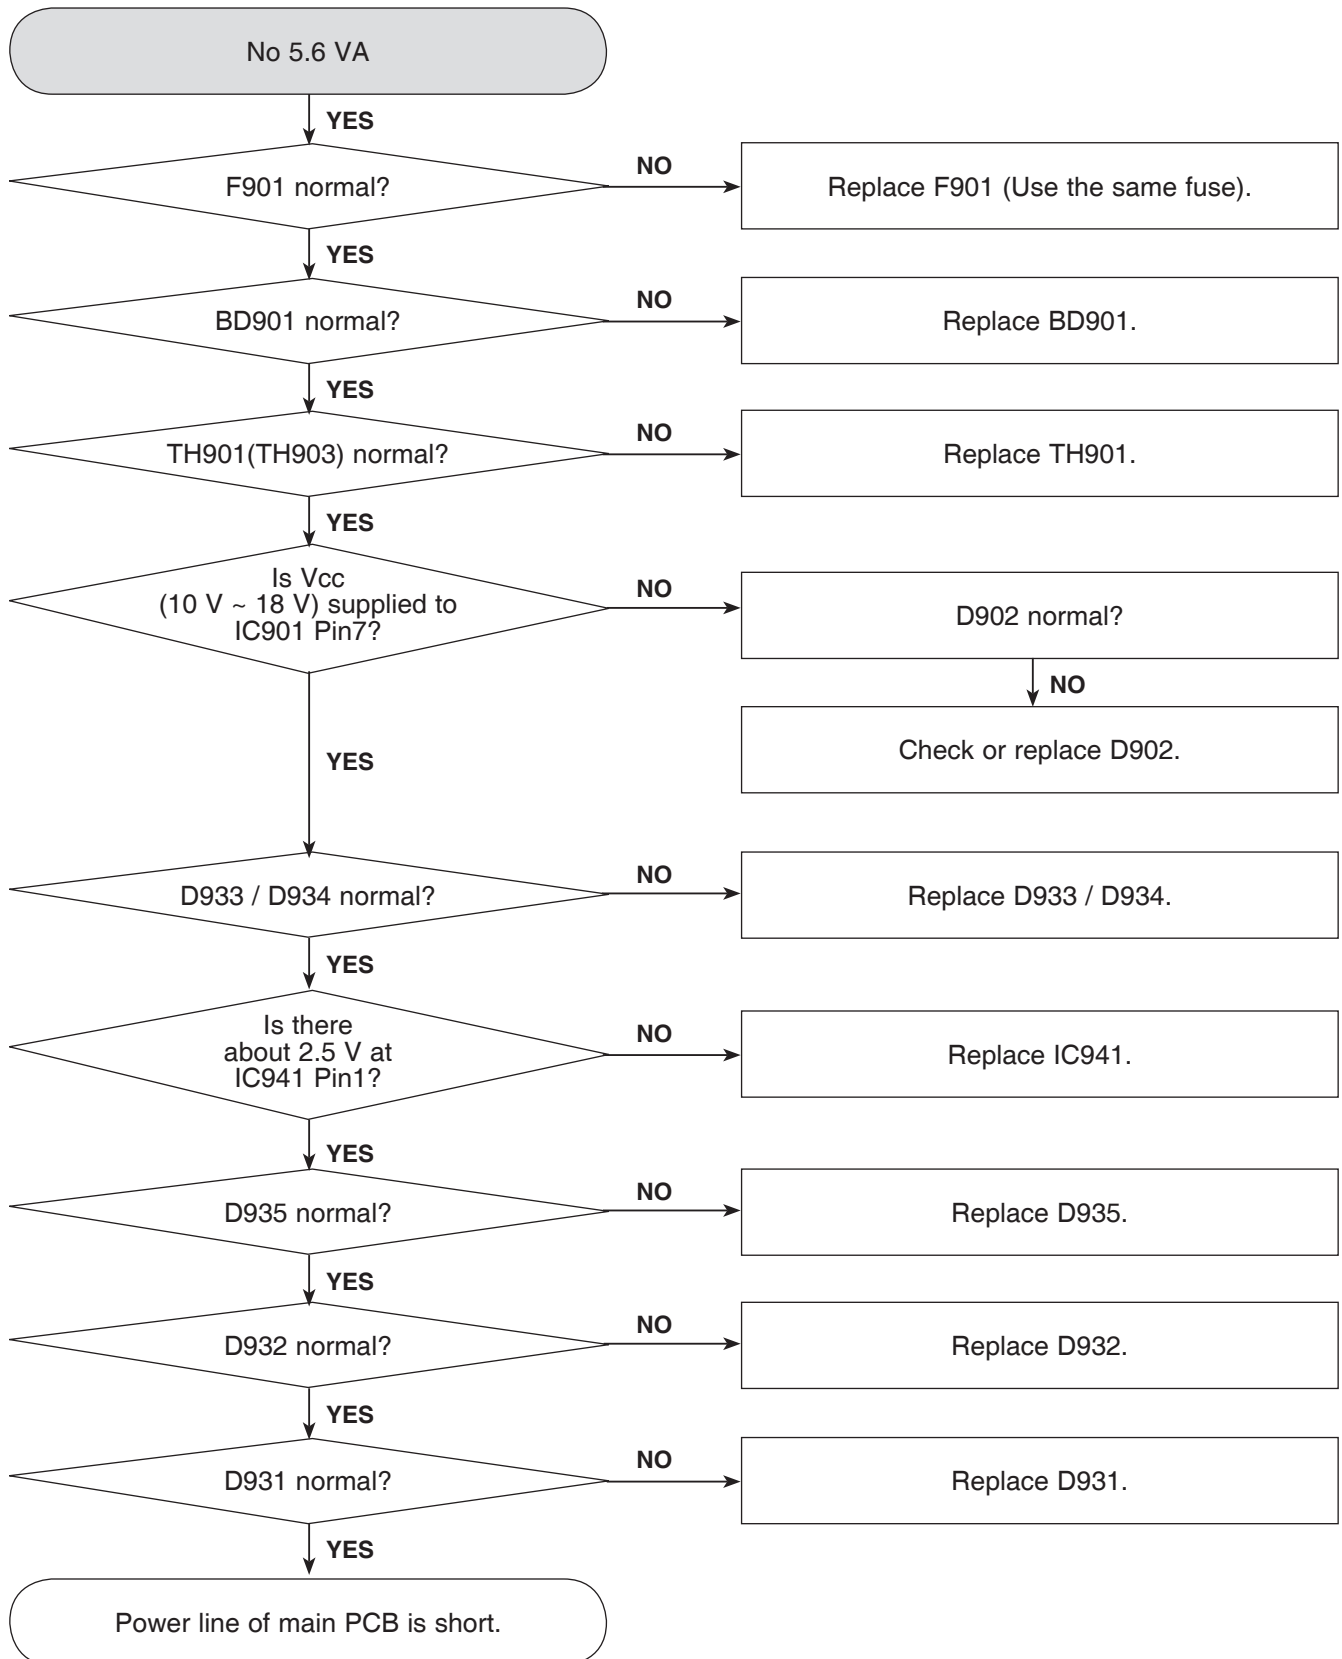 No 5.6 VA
YES
F901 normal?
NO
Replace F901 (Use the same fuse).
YES
BD901 normal?
NO
Replace BD901.
YES
TH901(TH903) normal?
NO
Replace TH901.
YES
Is Vcc
(10 V ~ 18 V) supplied to
IC901 Pin7?
NO
D902 normal?
NO
Check or replace D902.
YES
D933 / D934 normal?
NO
Replace D933 / D934.
YES
Is there
about 2.5 V at
IC941 Pin1?
NO
Replace IC941.
YES
D935 normal?
NO
Replace D935.
YES
D932 normal?
NO
Replace D932.
YES
D931 normal?
NO
Replace D931.
YES
Power line of main PCB is short.